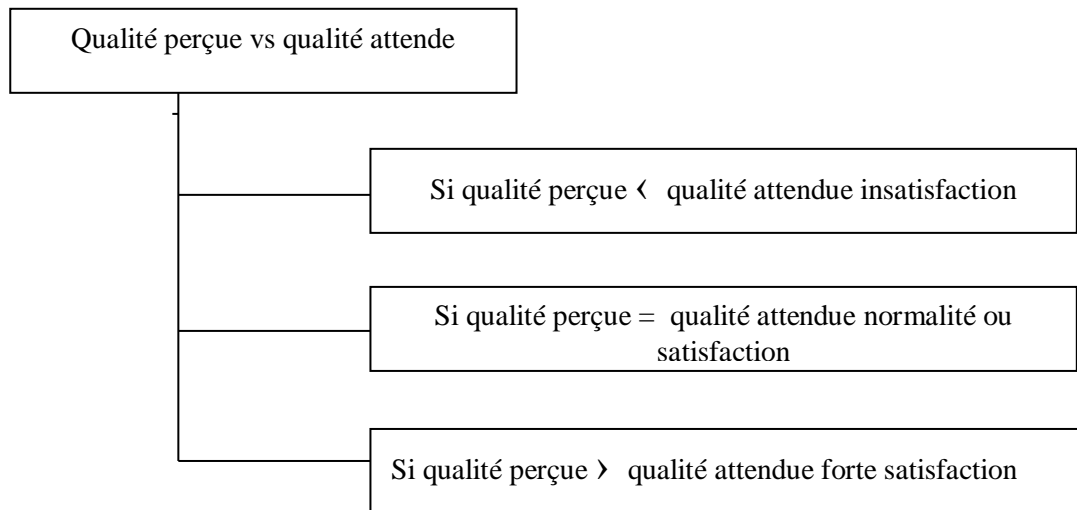 Qualité perçue vs qualité attende
Si qualité perçue ‹ qualité attendue insatisfaction
Si qualité perçue = qualité attendue normalité ou
satisfaction
Si qualité perçue › qualité attendue forte satisfaction